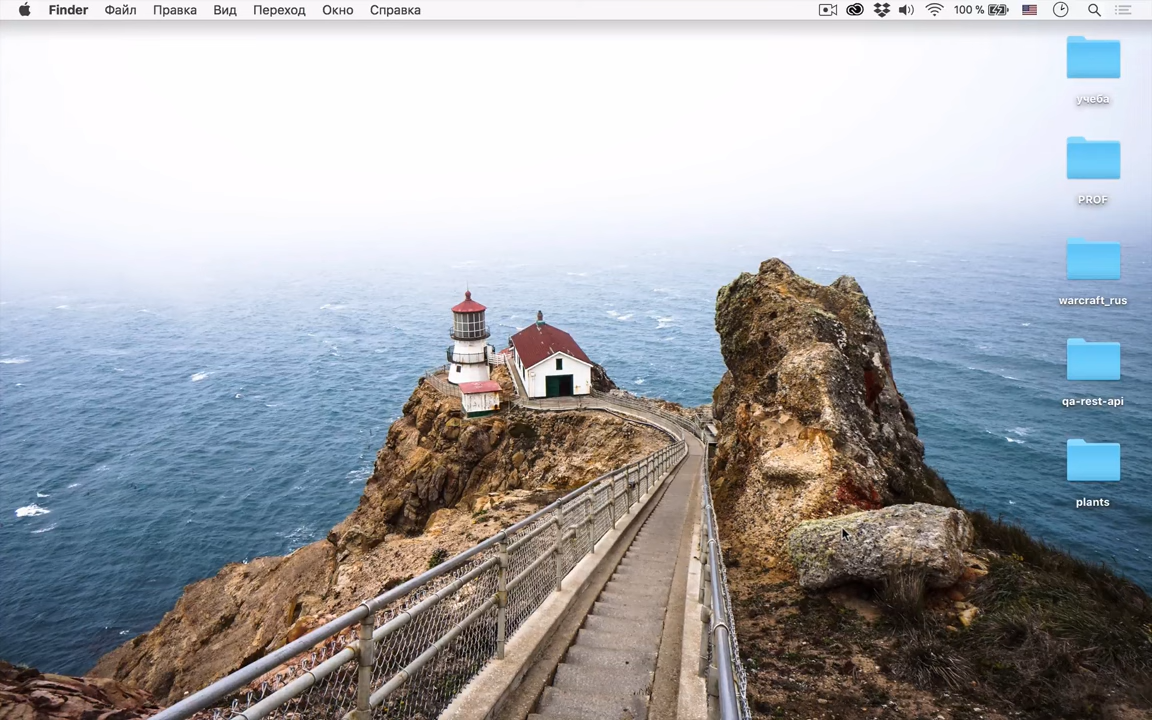 Finder Файл Правка Вид Переход Окно Справка 100 %
учеба
PROF
warcraft_rus
qa-rest-api
plants